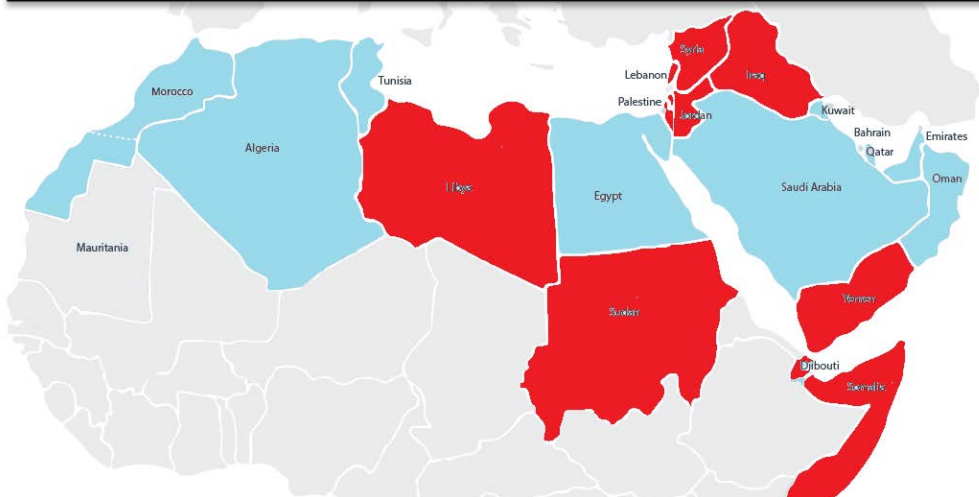 Syria
Iraq
Lebanon
Palestine
Jordan
Kuwait
Tunisia
Morocco
Algeria
Libya
Egypt
Bahrain
Qatar
Emirates
Saudi Arabia
Oman
Mauritania
Sudan
Yemen
Djibouti
Somalia